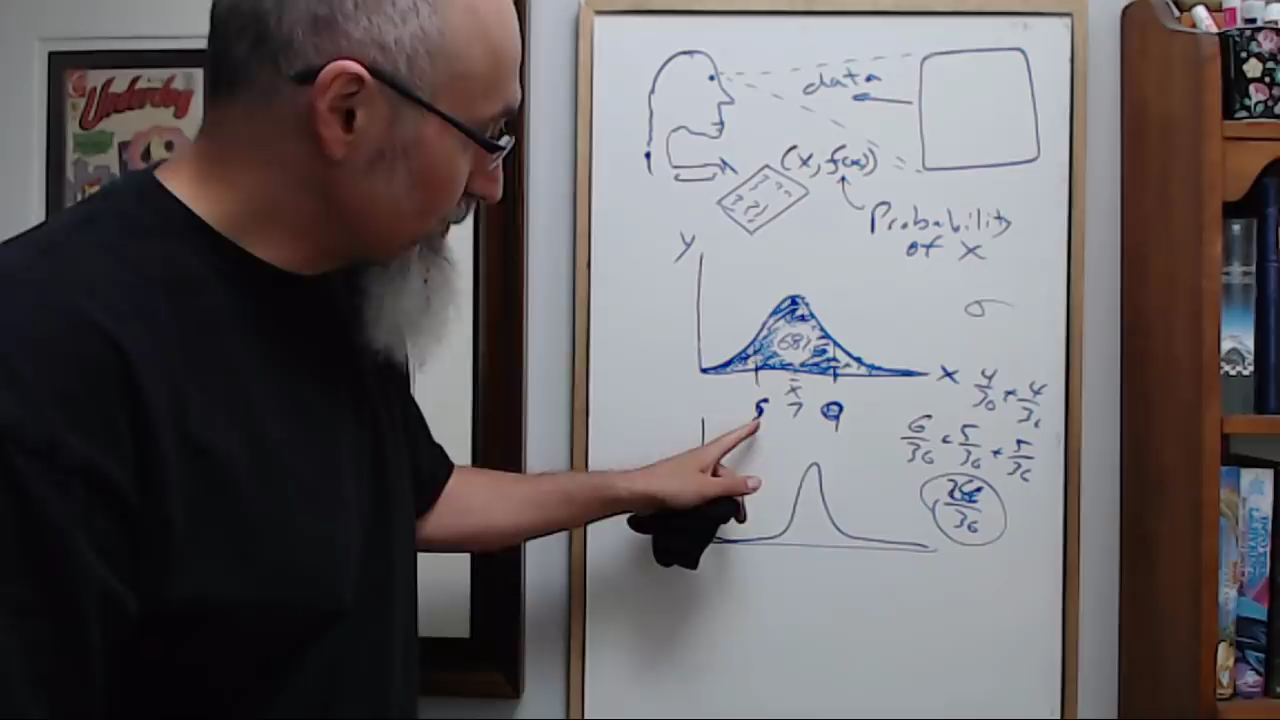 Underdog
data
(x, f(x))
Probability
of X
y
σ
68%
x
x̄
5 7 9
4/36 + 4/36
6/36 + 5/36 + 5/36
24/36